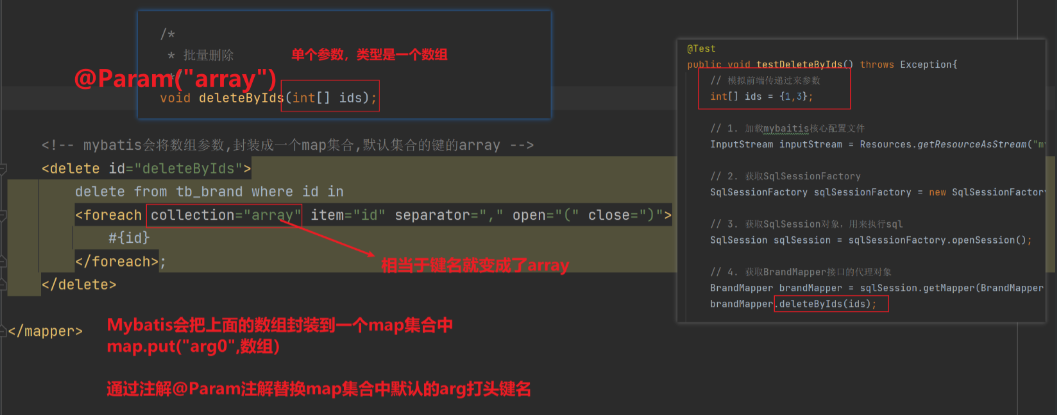 /*
* 批量删除
单个参数，类型是一个数组
@Param("array")
void deleteByIds(int[] ids);
<!-- mybatis会将数组参数,封装成一个map集合,默认集合的键的array -->
<delete id="deleteByIds">
delete from tb_brand where id in
<foreach collection="array" item="id" separator="," open="(" close=")">
#{id}
</foreach>;
</delete>
相当于键名就变成了array
</mapper>
Mybatis会把上面的数组封装到一个map集合中
map.put("arg0",数组)
通过注解@Param注解替换map集合中默认的arg打头键名
@Test
public void testDeleteByIds() throws Exception{
// 模拟前端传递过来参数
int[] ids = {1,3};
// 1. 加载mybaitis核心配置文件
InputStream inputStream = Resources.getResourceAsStream("m
// 2. 获取SqlSessionFactory
SqlSessionFactory sqlSessionFactory = new SqlSessionFactory
// 3. 获取SqlSession对象，用来执行sql
SqlSession sqlSession = sqlSessionFactory.openSession();
// 4. 获取BrandMapper接口的代理对象
BrandMapper brandMapper = sqlSession.getMapper(BrandMapper
brandMapper.deleteByIds(ids);